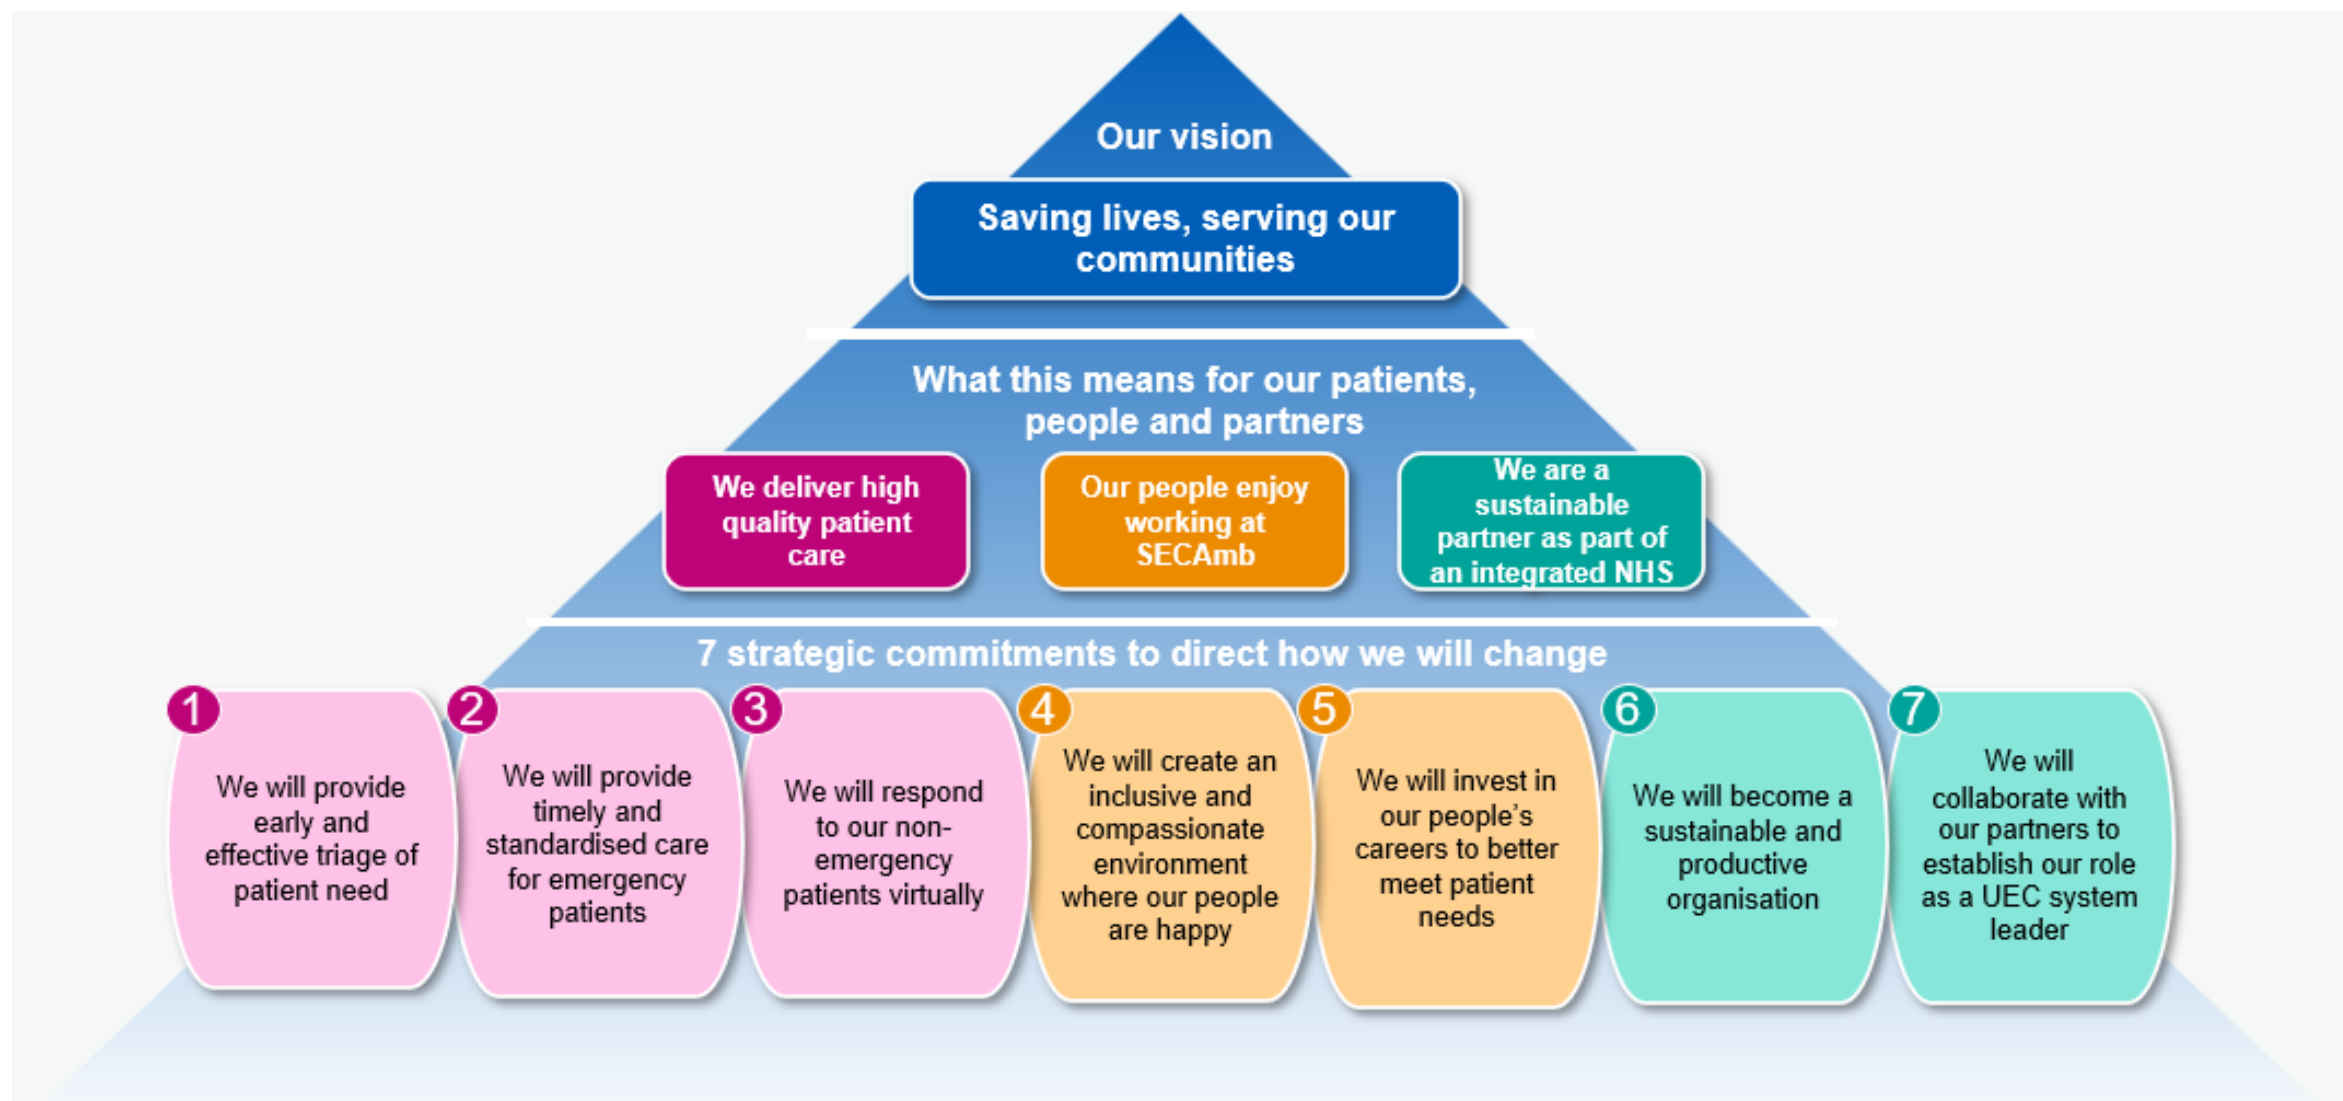 Our vision
Saving lives, serving our
communities
What this means for our patients,
people and partners
We deliver high
quality patient
care
Our people enjoy
working at
SECAmb
We are a
sustainable
partner as part of
an integrated NHS
7 strategic commitments to direct how we will change
1
We will provide
early and
effective triage of
patient need
2
We will provide
timely and
standardised care
for emergency
patients
3
We will respond
to our non-
emergency
patients virtually
4
We will create an
inclusive and
compassionate
environment
where our people
are happy
5
We will invest in
our people’s
careers to better
meet patient
needs
6
We will become a
sustainable and
productive
organisation
7
We will
collaborate with
our partners to
establish our role
as a UEC system
leader